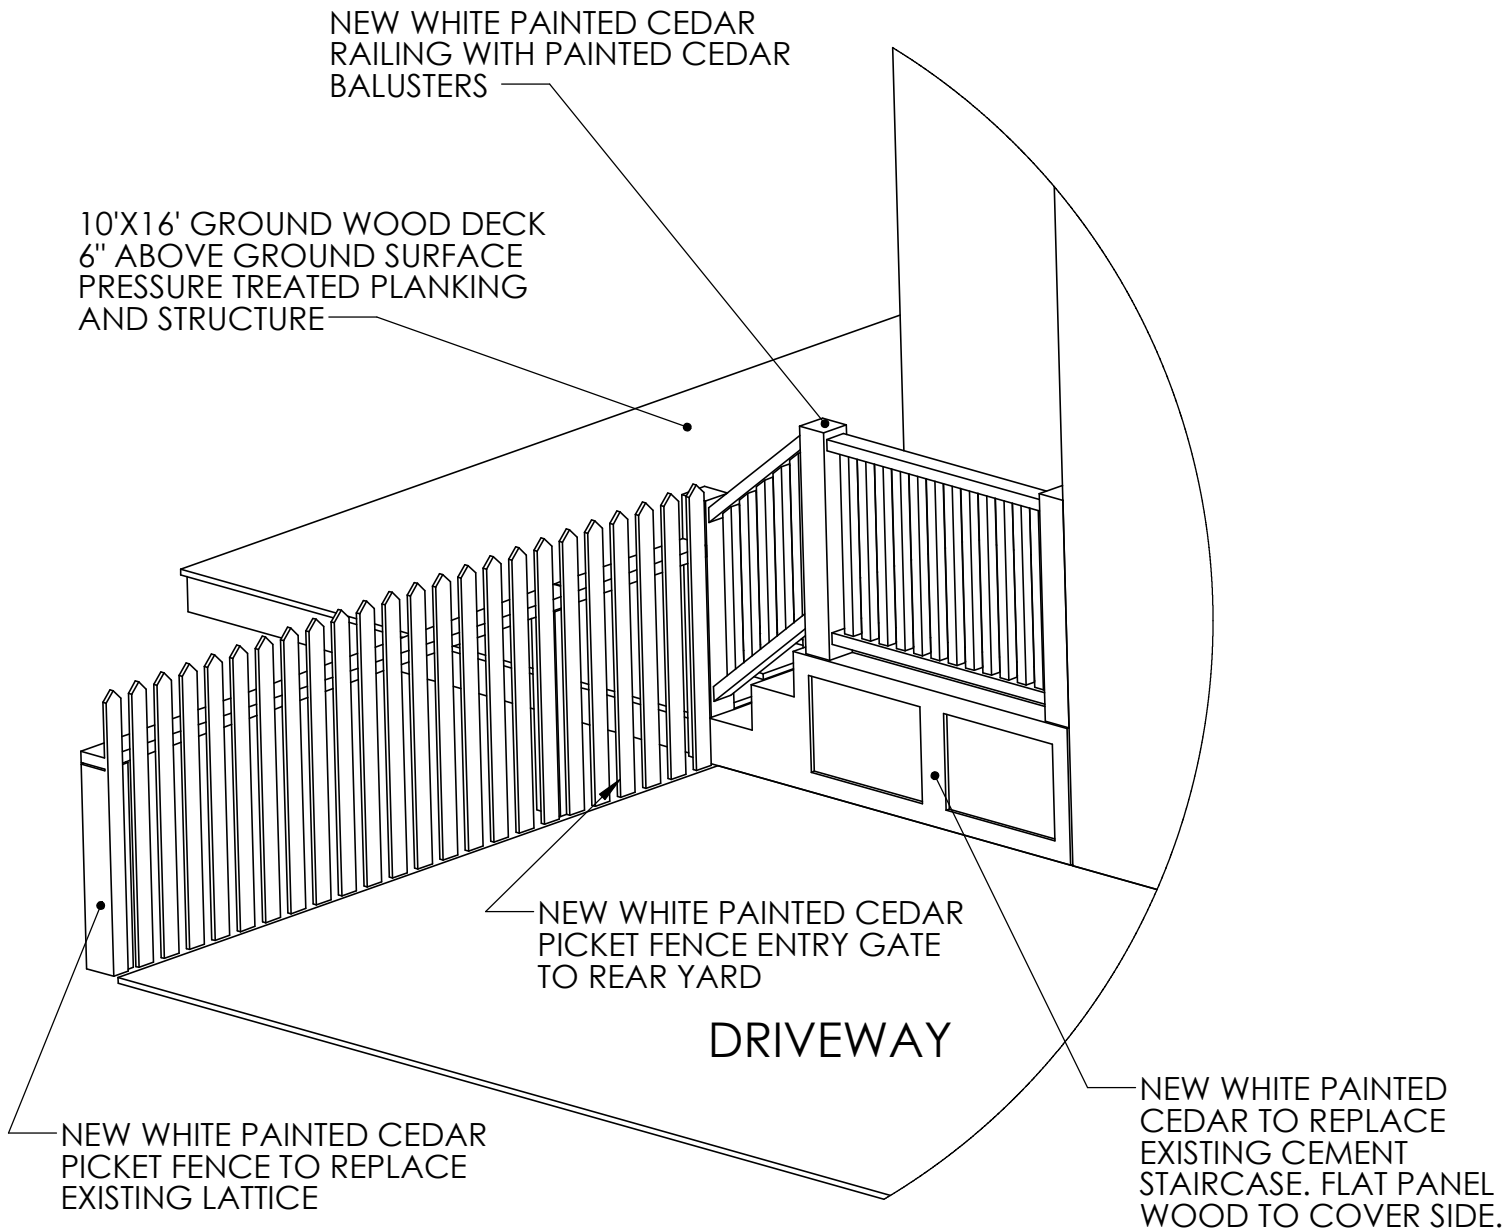 NEW WHITE PAINTED CEDAR
RAILING WITH PAINTED CEDAR
BALUSTERS
10'X16' GROUND WOOD DECK
6" ABOVE GROUND SURFACE
PRESSURE TREATED PLANKING
AND STRUCTURE
NEW WHITE PAINTED CEDAR
PICKET FENCE ENTRY GATE
TO REAR YARD
DRIVEWAY
NEW WHITE PAINTED CEDAR
PICKET FENCE TO REPLACE
EXISTING LATTICE
NEW WHITE PAINTED
CEDAR TO REPLACE
EXISTING CEMENT
STAIRCASE. FLAT PANEL
WOOD TO COVER SIDE.